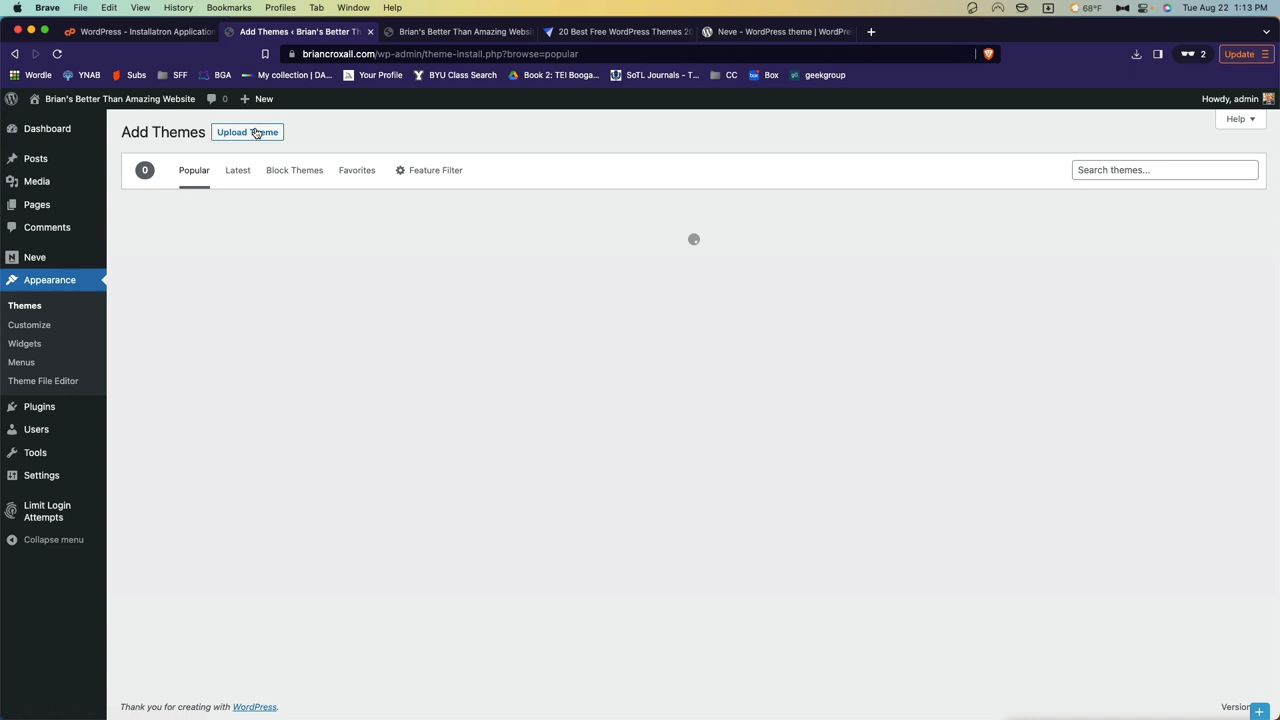 Brave File Edit View History Bookmarks Profiles Tab Window Help 68°F Tue Aug 22 1:13 PM
WordPress - Installatron Application Add Themes ‹ Brian's Better Th Brian's Better Than Amazing Websi 20 Best Free WordPress Themes 20 Neve - WordPress theme | WordPre
briancroxall.com/wp-admin/theme-install.php?browse=popular 2 Update
Wordle YNAB Subs SFF BGA My collection | DA... Your Profile BYU Class Search Book 2: TEI Booga... SoTL Journals - T... CC Box geekgroup
Brian's Better Than Amazing Website 0 New Howdy, admin
Help
Add Themes Upload Theme
0 Popular Latest Block Themes Favorites Feature Filter Search themes...
Dashboard
Posts
Media
Pages
Comments
Neve
Appearance
Themes
Customize
Widgets
Menus
Theme File Editor
Plugins
Users
Tools
Settings
Limit Login
Attempts
Collapse menu
Thank you for creating with WordPress. Version